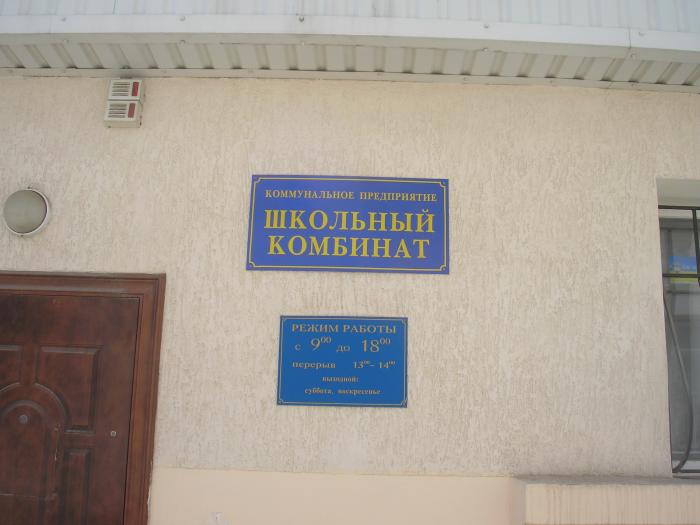 КОММУНАЛЬНОЕ ПРЕДПРИЯТИЕ
ШКОЛЬНЫЙ
КОМБИНАТ
РЕЖИМ РАБОТЫ
с 9⁰⁰ до 18⁰⁰
перерыв 13⁰⁰- 14⁰⁰
выходной:
суббота, воскресенье